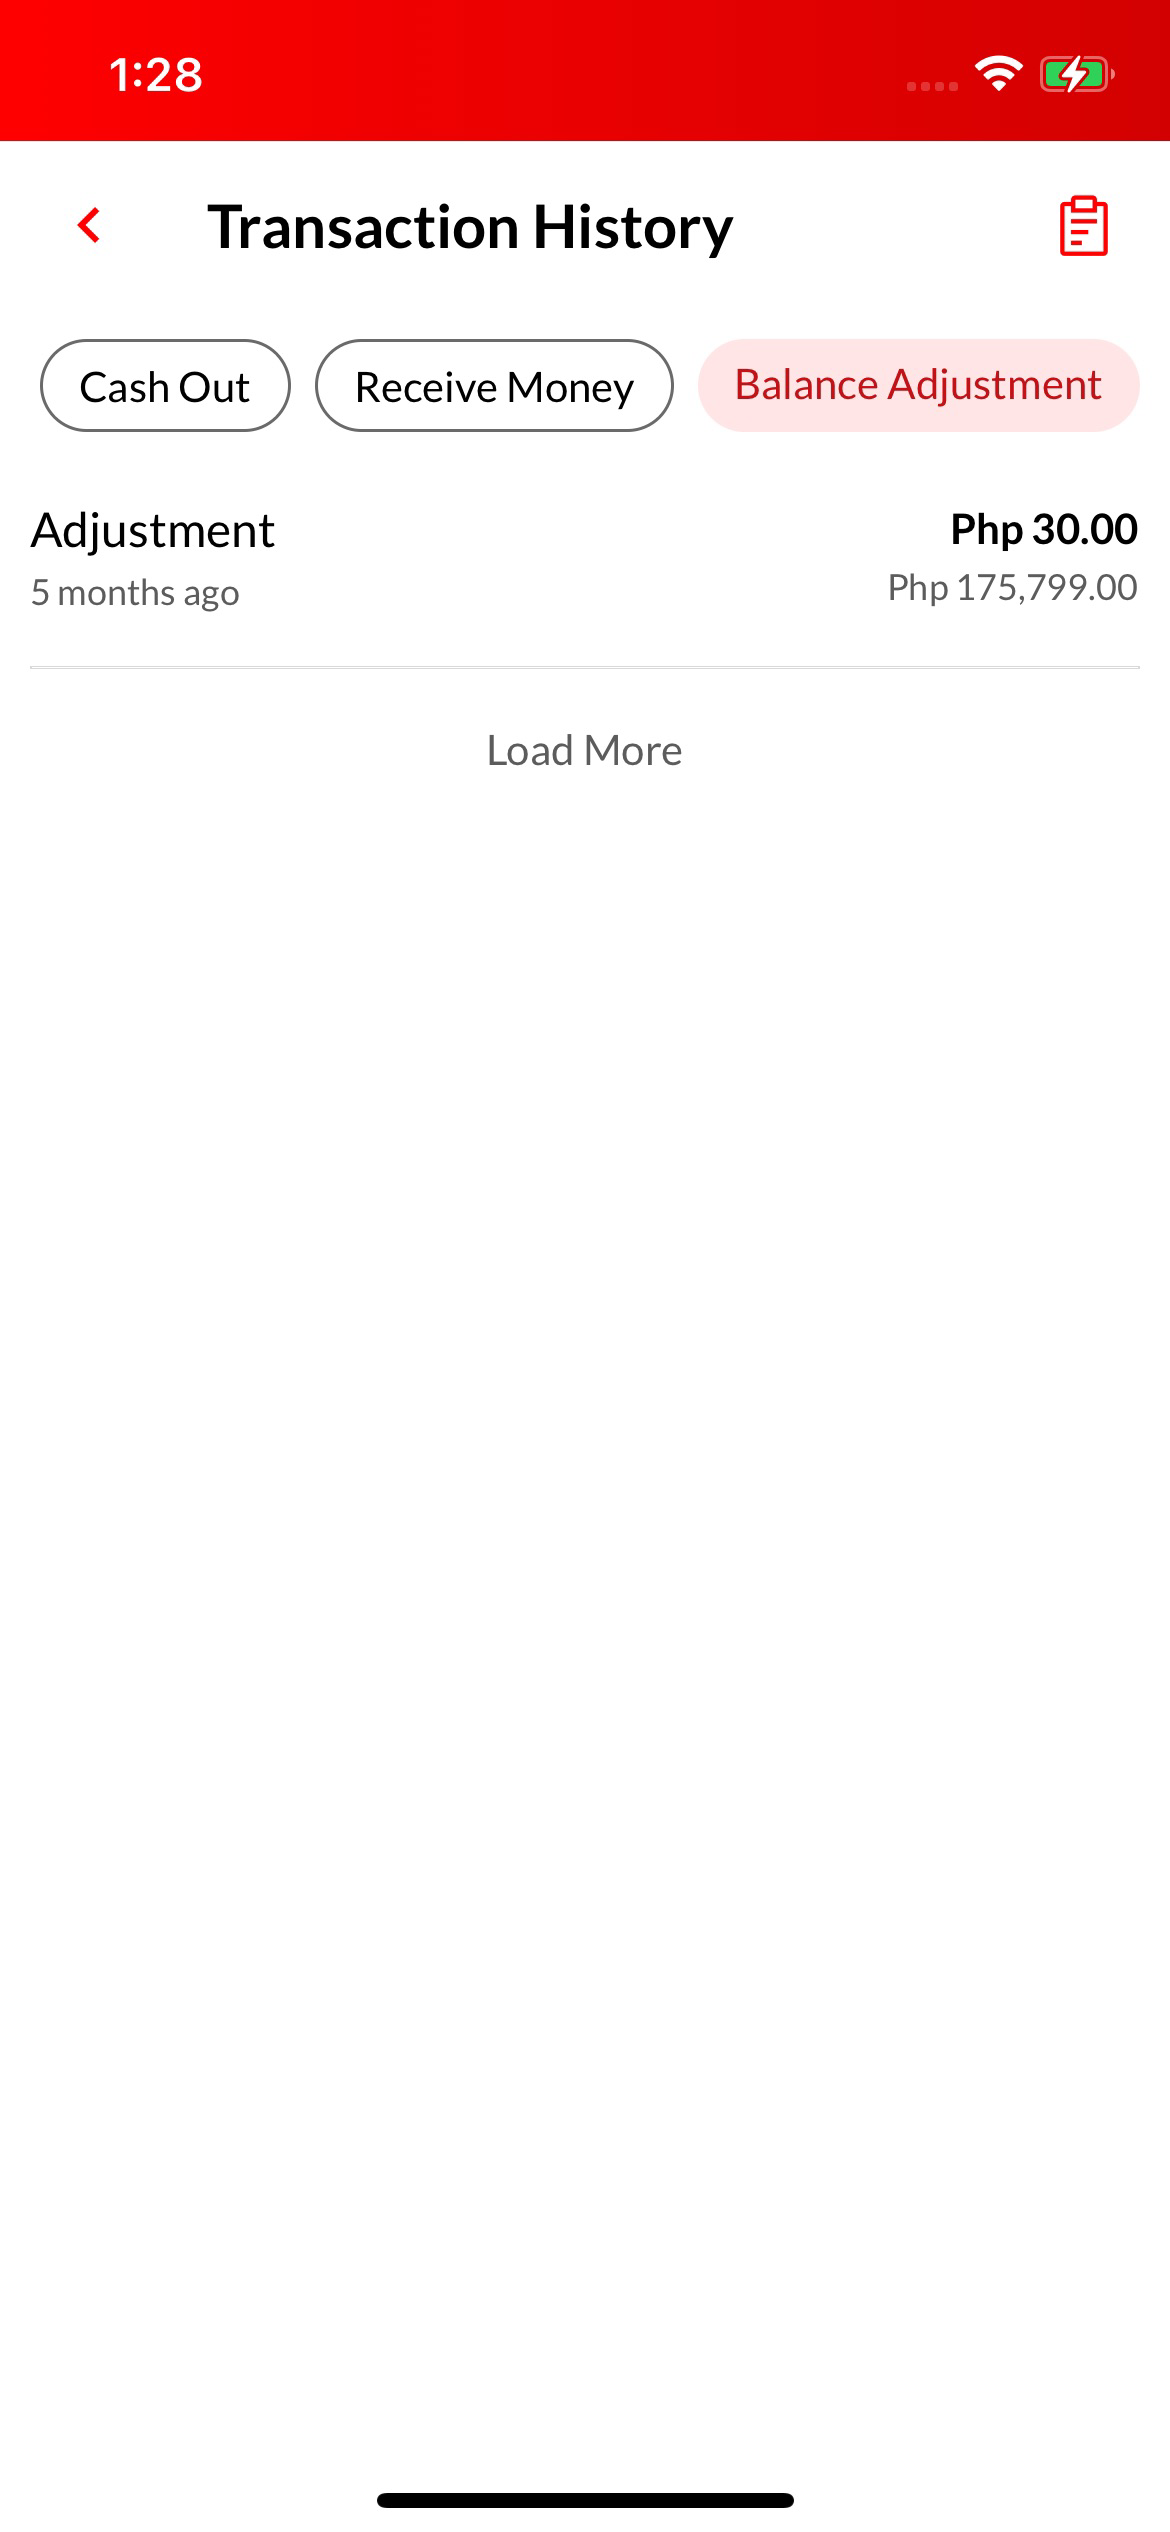 1:28
Transaction History
Cash Out
Receive Money
Balance Adjustment
Adjustment
Php 30.00
5 months ago
Php 175,799.00
Load More